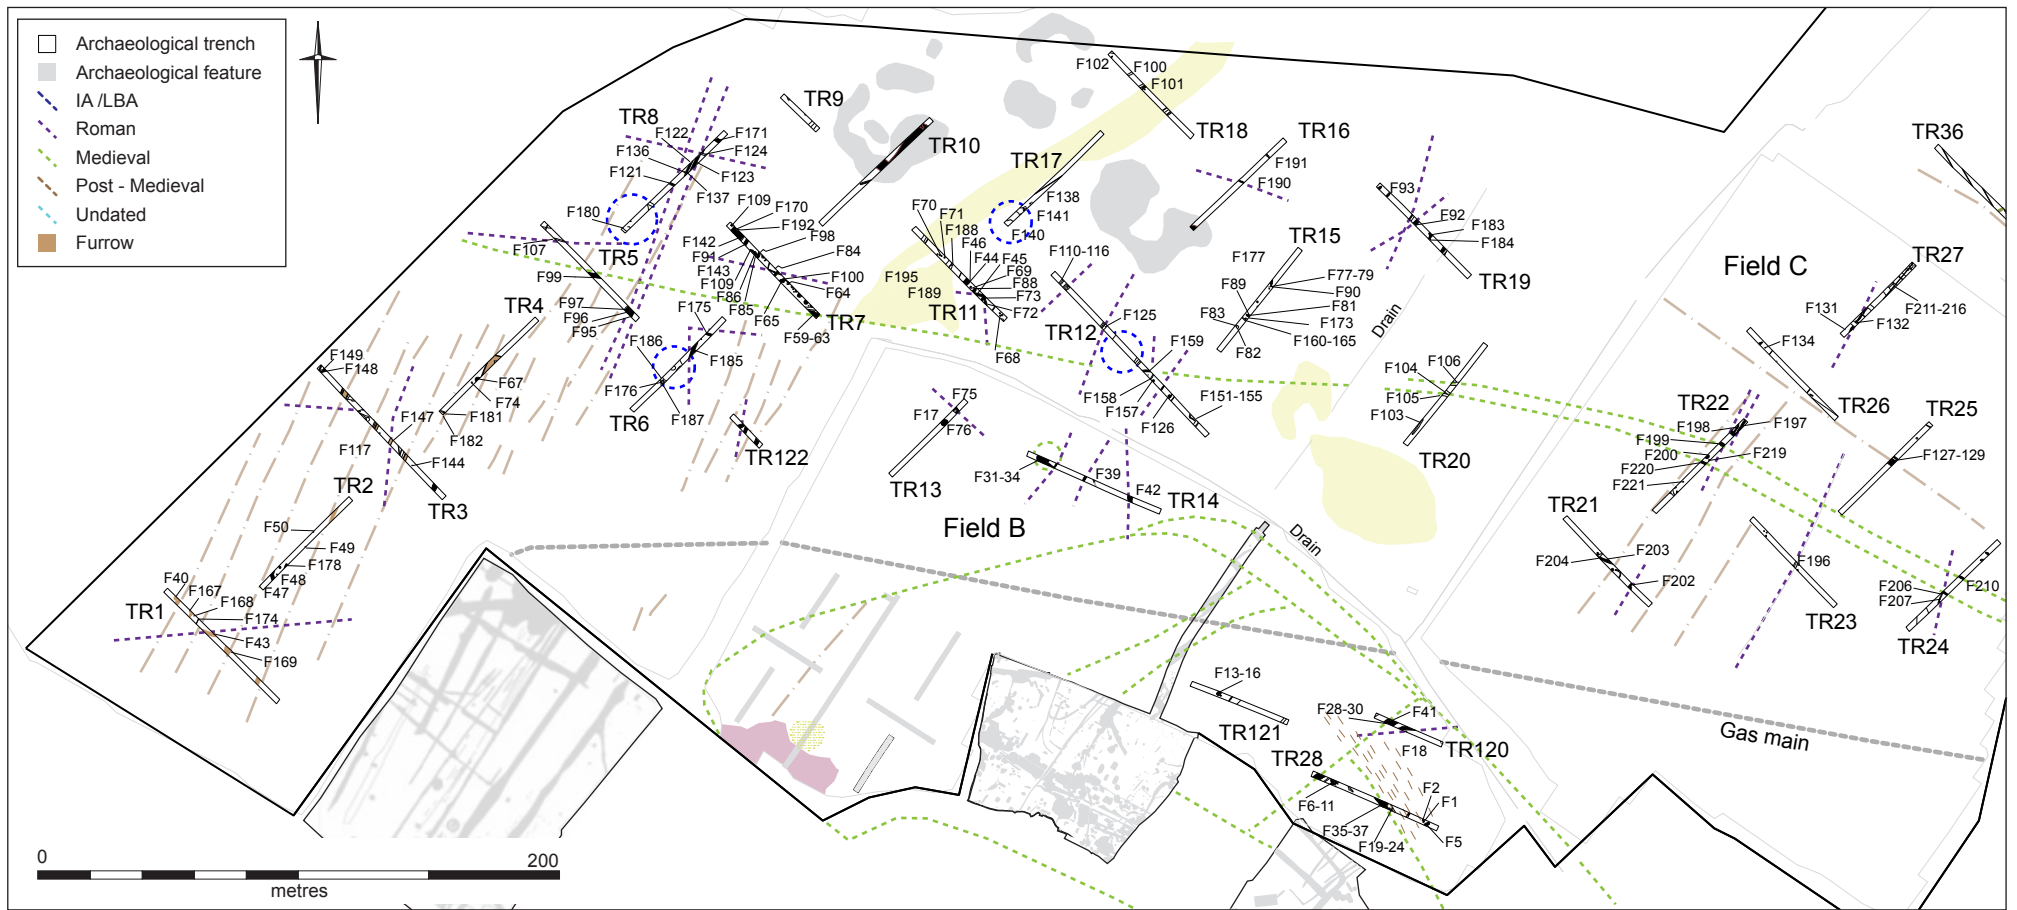 Archaeological trench
Archaeological feature
IA /LBA
Roman
Medieval
Post - Medieval
Undated
Furrow
F102
F100
F101
TR18
TR9
TR10
TR8
F122
F171
F136
F124
F121
F123
F137
F180
TR16
F191
F190
TR17
F138
F141
F140
TR36
F93
F92
F183
F184
TR19
F109
F170
F192
F142
F98
F91
F84
F143
F109
F100
F86
F64
F85
F65
TR7
F59-63
F107
TR5
F99
F97
F96
F95
F70
F71
F188
F46
F44
F45
F69
F88
F195
F189
F73
F72
TR11
F68
F110-116
TR12
F125
F159
F158
F157
F151-155
F126
TR15
F177
F77-79
F89
F90
F81
F83
F173
F160-165
F82
Drain
Field C
TR27
F131
F211-216
F132
F134
TR26
TR4
F67
F74
F181
F182
F175
F186
F185
F176
TR6
F187
TR122
F149
F148
F147
F117
F144
TR3
F106
F104
F105
F103
TR20
F75
F17
F76
TR13
F31-34
F39
F42
TR14
Field B
Drain
TR22
F198
F197
F199
F200
F219
F220
F221
TR25
F127-129
TR21
F203
F204
F202
F196
TR23
F206
F207
F210
TR24
TR2
F50
F49
F178
F48
F47
F40
F167
TR1
F168
F174
F43
F169
F13-16
TR121
F28-30
F41
F18
TR120
TR28
F6-11
F2
F1
F35-37
F19-24
F5
Gas main
0
200
metres